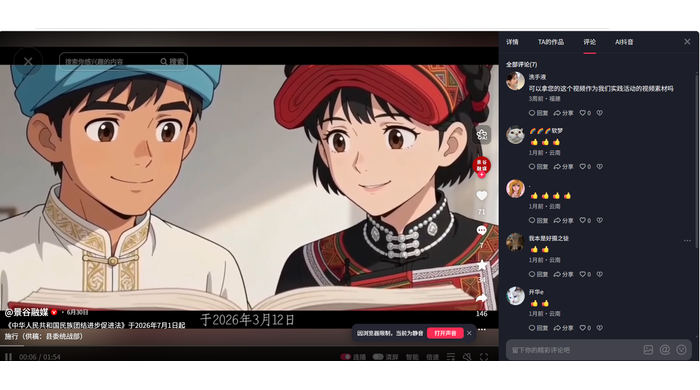 搜索你感兴趣的内容
搜索
景谷
融媒
71
7
146
于2026年3月12日
@景谷融媒 · 6月30日
《中华人民共和国民族团结进步促进法》于2026年7月1日起
施行（供稿：县委统战部）
因浏览器限制，当前为静音
打开声音
00:06 / 01:54
连播
清屏
智能
倍速
详情
TA的作品
评论
AI抖音
全部评论(7)
洗手液
可以拿您的这个视频作为我们实践活动的视频素材吗
3周前 · 福建
回复
分享
0
软梦
1月前 · 云南
回复
分享
0
1月前 · 云南
回复
分享
0
我本是好摄之徒
1月前 · 云南
回复
分享
0
开华e
1月前 · 云南
回复
分享
0
留下你的精彩评论吧